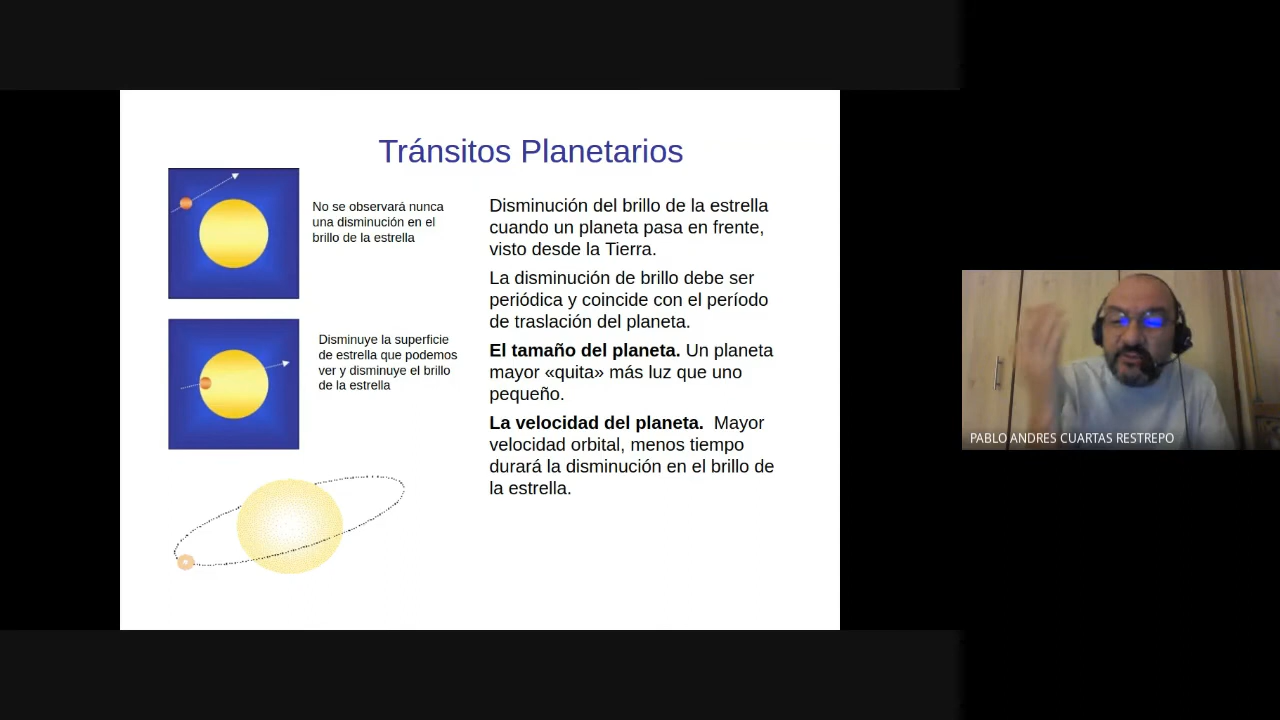 Tránsitos Planetarios
No se observará nunca
una disminución en el
brillo de la estrella
Disminuye la superficie
de estrella que podemos
ver y disminuye el brillo
de la estrella
Disminución del brillo de la estrella
cuando un planeta pasa en frente,
visto desde la Tierra.
La disminución de brillo debe ser
periódica y coincide con el período
de traslación del planeta.
El tamaño del planeta. Un planeta
mayor «quita» más luz que uno
pequeño.
La velocidad del planeta.  Mayor
velocidad orbital, menos tiempo
durará la disminución en el brillo de
la estrella.
PABLO ANDRES CUARTAS RESTREPO